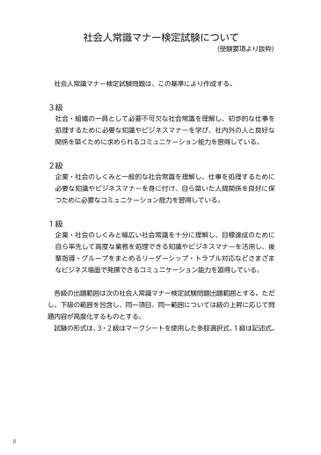 社会人常識マナー検定試験について
（受験要項より抜粋）
社会人常識マナー検定試験問題は、この基準により作成する。
３級
社会・組織の一員として必要不可欠な社会常識を理解し、初歩的な仕事を
処理するために必要な知識やビジネスマナーを学び、社内外の人と良好な
関係を築くために求められるコミュニケーション能力を習得している。
２級
企業・社会のしくみと一般的な社会常識を理解し、仕事を処理するために
必要な知識やビジネスマナーを身に付け、自ら築いた人間関係を良好に保
つために必要なコミュニケーション能力を習得している。
１級
企業・社会のしくみと幅広い社会常識を十分に理解し、目標達成のために
自ら率先して高度な業務を処理できる知識やビジネスマナーを活用し、後
輩指導・グループをまとめるリーダーシップ・トラブル対応などさまざま
なビジネス場面で発揮できるコミュニケーション能力を習得している。
各級の出題範囲は次の社会人常識マナー検定試験問題出題範囲とする。ただ
し、下級の範囲を包含し、同一項目、同一範囲については級の上昇に応じて問
題内容が高度化するものとする。
試験の形式は、３・２級はマークシートを使用した多肢選択式、１級は記述式。
8